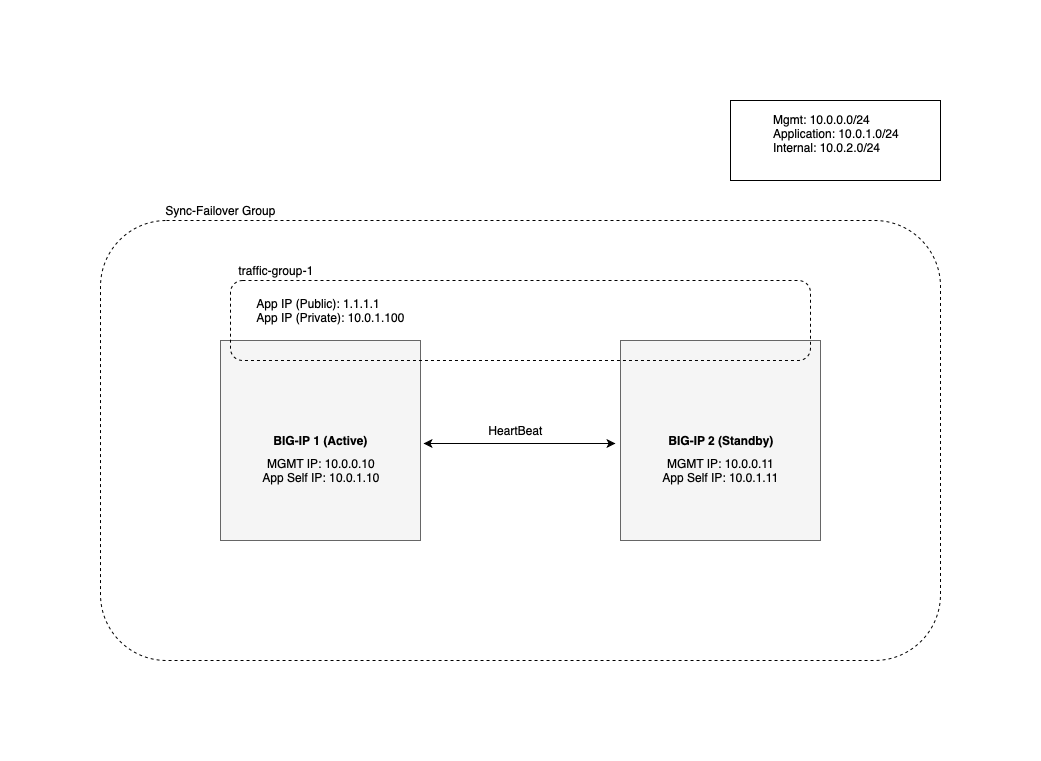 Mgmt: 10.0.0.0/24
Application: 10.0.1.0/24
Internal: 10.0.2.0/24
Sync-Failover Group
traffic-group-1
App IP (Public): 1.1.1.1
App IP (Private): 10.0.1.100
HeartBeat
BIG-IP 1 (Active)
MGMT IP: 10.0.0.10
App Self IP: 10.0.1.10
BIG-IP 2 (Standby)
MGMT IP: 10.0.0.11
App Self IP: 10.0.1.11